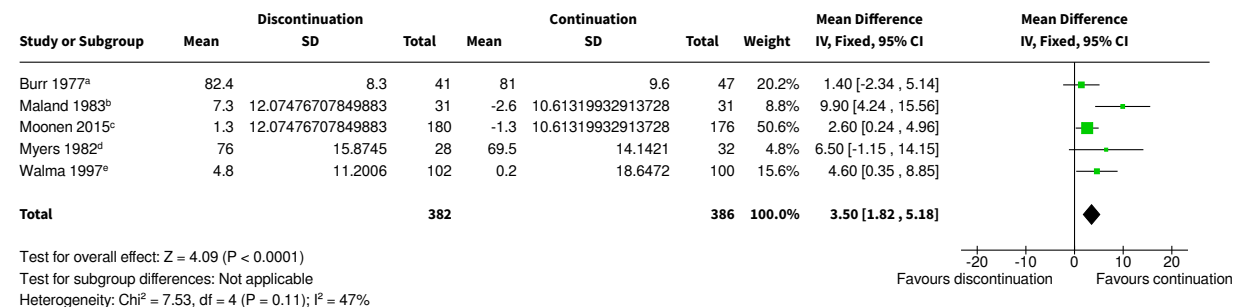 Discontinuation Continuation Mean Difference Mean Difference
Study or Subgroup Mean SD Total Mean SD Total Weight IV, Fixed, 95% CI IV, Fixed, 95% CI
Burr 1977ᵃ 82.4 8.3 41 81 9.6 47 20.2% 1.40 [-2.34 , 5.14]
Maland 1983ᵇ 7.3 12.07476707849883 31 -2.6 10.61319932913728 31 8.8% 9.90 [4.24 , 15.56]
Moonen 2015ᶜ 1.3 12.07476707849883 180 -1.3 10.61319932913728 176 50.6% 2.60 [0.24 , 4.96]
Myers 1982ᵈ 76 15.8745 28 69.5 14.1421 32 4.8% 6.50 [-1.15 , 14.15]
Walma 1997ᵉ 4.8 11.2006 102 0.2 18.6472 100 15.6% 4.60 [0.35 , 8.85]
Total 382 386 100.0% 3.50 [1.82 , 5.18]
Test for overall effect: Z = 4.09 (P < 0.0001)
Test for subgroup differences: Not applicable
Heterogeneity: Chi² = 7.53, df = 4 (P = 0.11); I² = 47%
-20 -10 0 10 20
Favours discontinuation Favours continuation